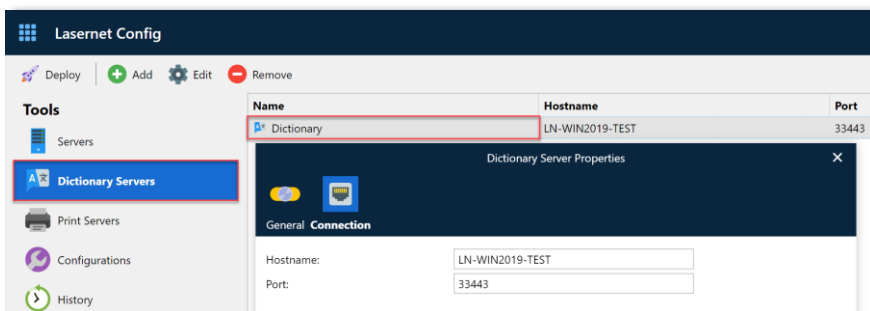 Lasernet Config
Deploy Add Edit Remove
Tools
Servers
Dictionary Servers
Print Servers
Configurations
History
Name Hostname Port
Dictionary LN-WIN2019-TEST 33443
Dictionary Server Properties
General Connection
Hostname: LN-WIN2019-TEST
Port: 33443